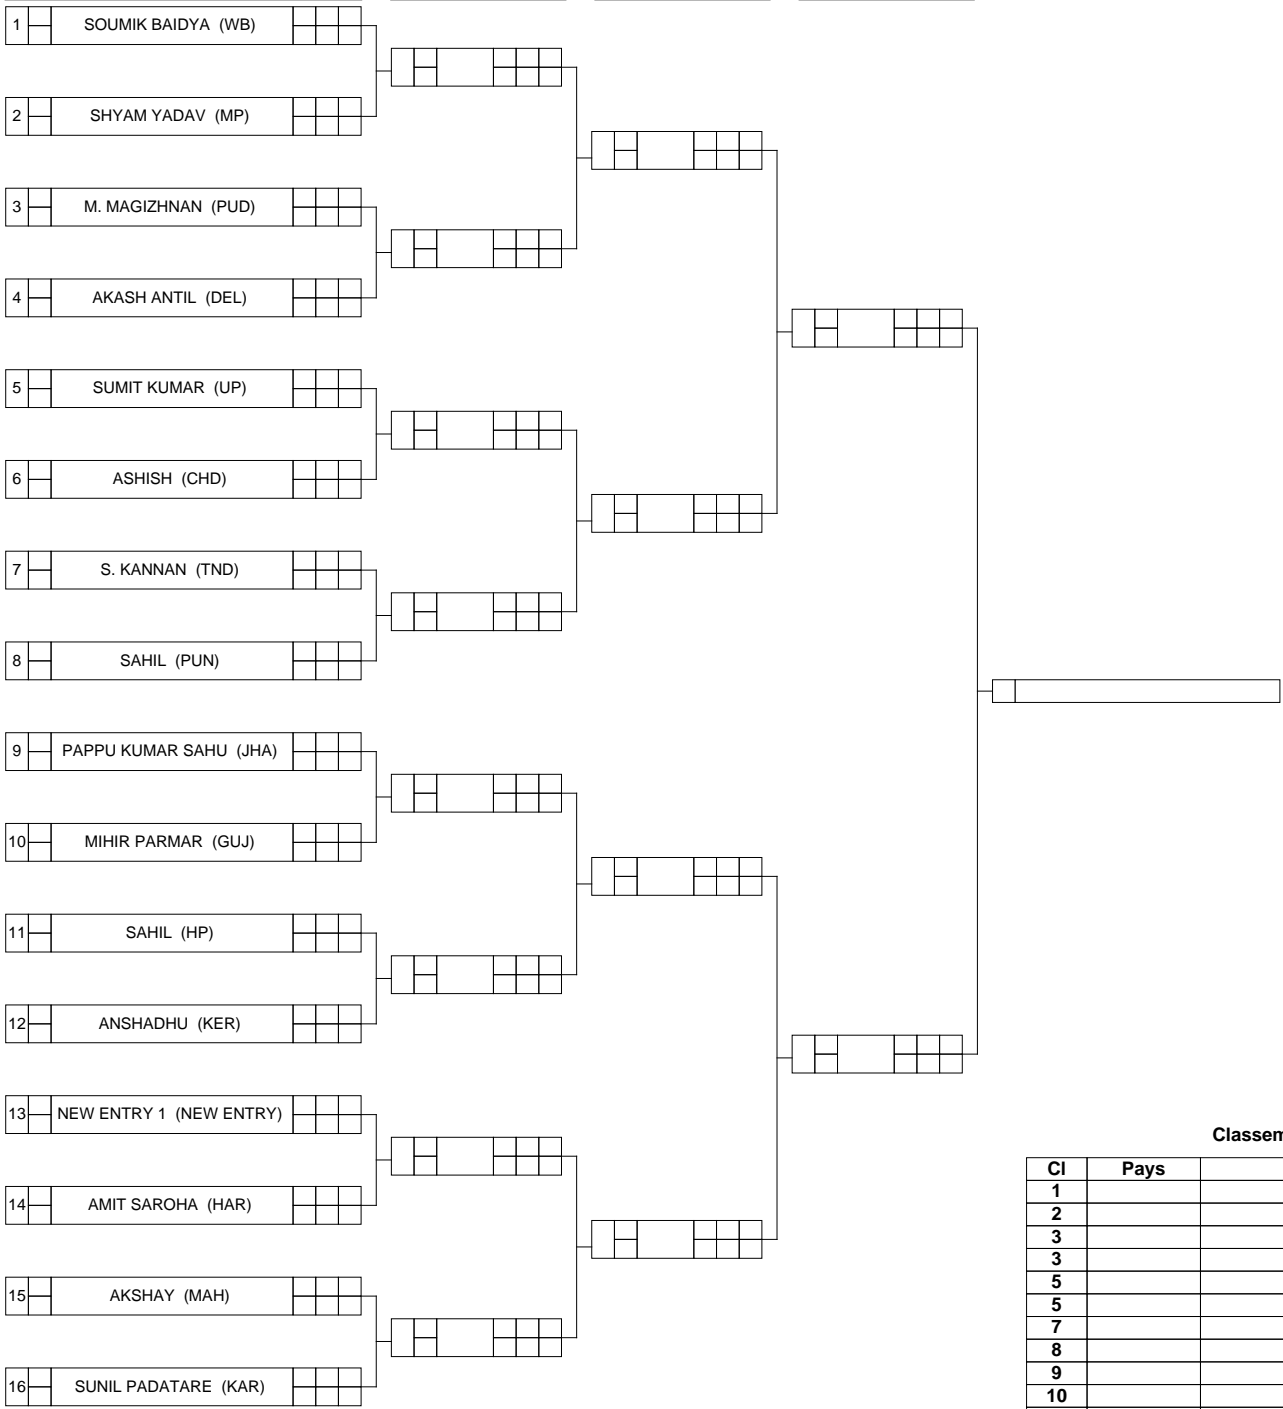 1 SOUMIK BAIDYA (WB)
2 SHYAM YADAV (MP)
3 M. MAGIZHNAN (PUD)
4 AKASH ANTIL (DEL)
5 SUMIT KUMAR (UP)
6 ASHISH (CHD)
7 S. KANNAN (TND)
8 SAHIL (PUN)
9 PAPPU KUMAR SAHU (JHA)
10 MIHIR PARMAR (GUJ)
11 SAHIL (HP)
12 ANSHADHU (KER)
13 NEW ENTRY 1 (NEW ENTRY)
14 AMIT SAROHA (HAR)
15 AKSHAY (MAH)
16 SUNIL PADATARE (KAR)
Classem
Cl Pays
1
2
3
3
5
5
7
8
9
10